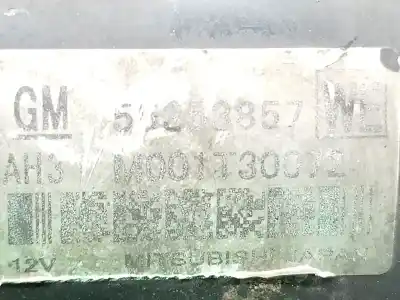 GM 55353857 WE
AH3 M001T30072
12V MITSUBISHI JAPAN